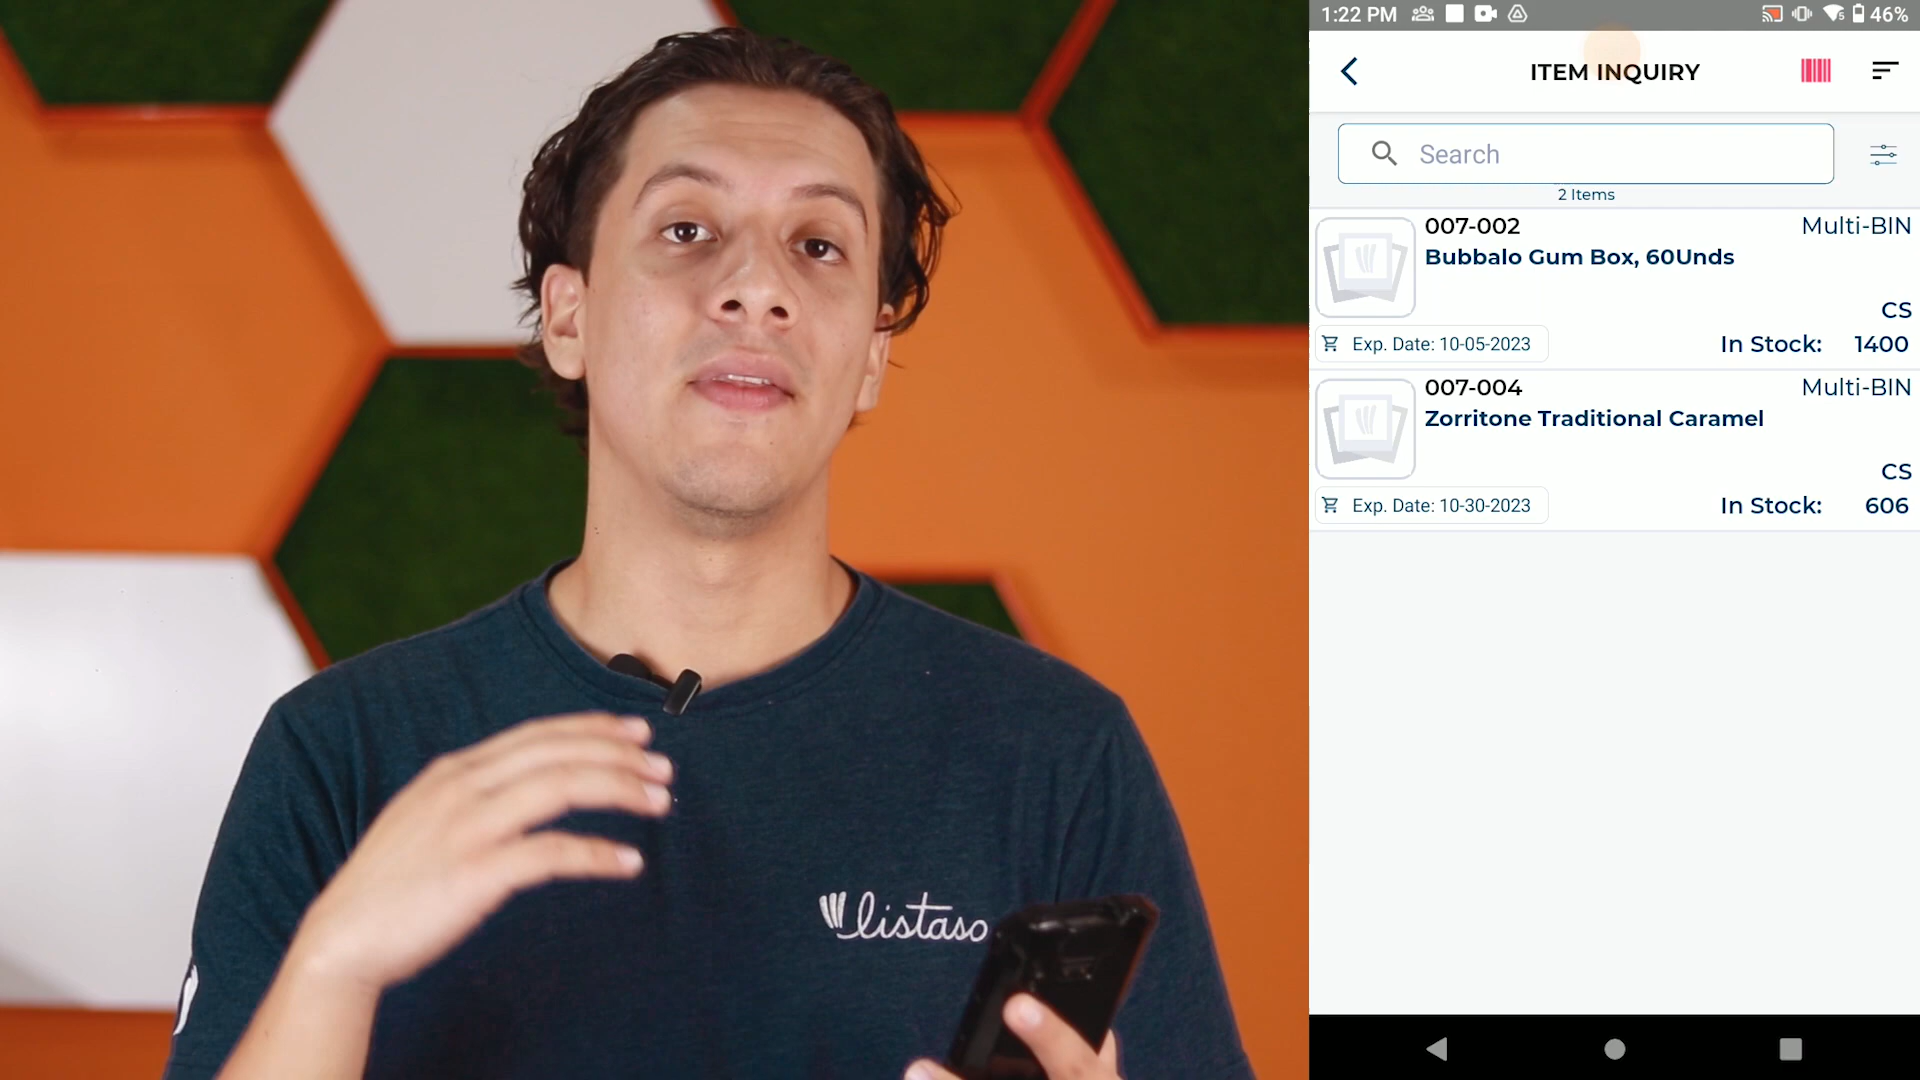 listaso
1:22 PM
46%
ITEM INQUIRY
Search
2 Items
007-002
Multi-BIN
Bubbalo Gum Box, 60Unds
CS
Exp. Date: 10-05-2023
In Stock: 1400
007-004
Multi-BIN
Zorritone Traditional Caramel
CS
Exp. Date: 10-30-2023
In Stock: 606